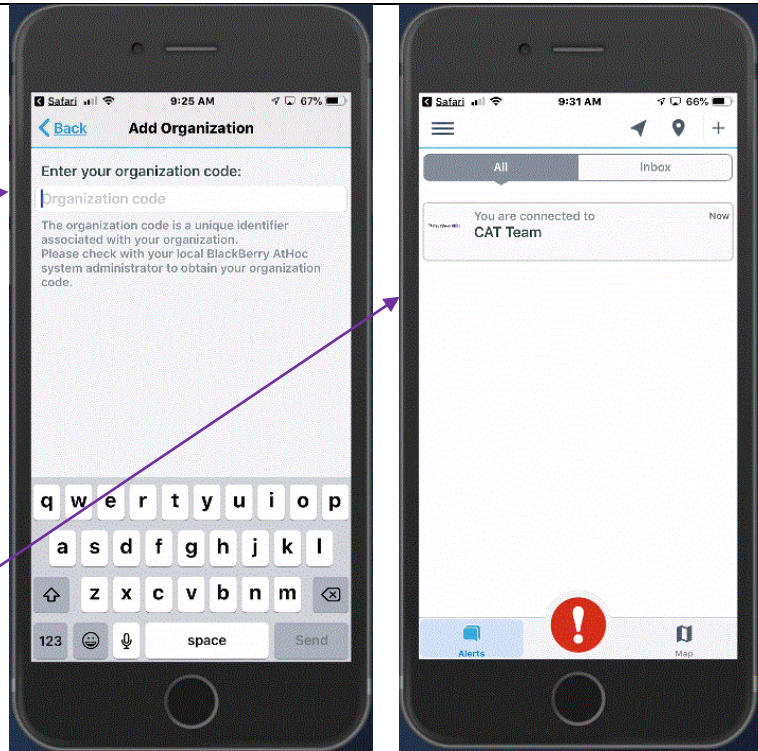 Safari
9:25 AM
67%
Back
Add Organization
Enter your organization code:
Organization code
The organization code is a unique identifier
associated with your organization.
Please check with your local BlackBerry AtHoc
system administrator to obtain your organization
code.
q w e r t y u i o p
a s d f g h j k l
z x c v b n m
123
space
Send
Safari
9:31 AM
66%
All
Inbox
You are connected to
Now
CAT Team
!
Alerts
Map